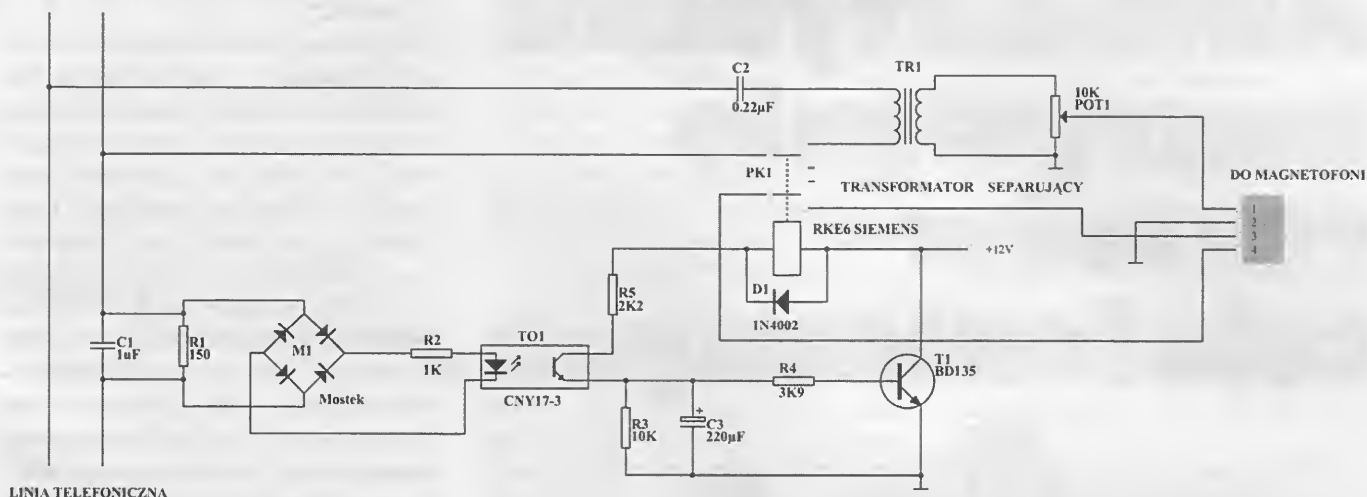 C2
0.22µF
TR1
10K
POT1
PK1
TRANSFORMATOR SEPARUJĄCY
DO MAGNETOFONI
1
2
3
4
RKE6 SIEMENS
+12V
D1
1N4002
R5
2K2
C1
1uF
R1
150
M1
Mostek
R2
1K
TO1
CNY17-3
R4
3K9
T1
BD135
R3
10K
+
C3
220µF
LINIA TELEFONICZNA